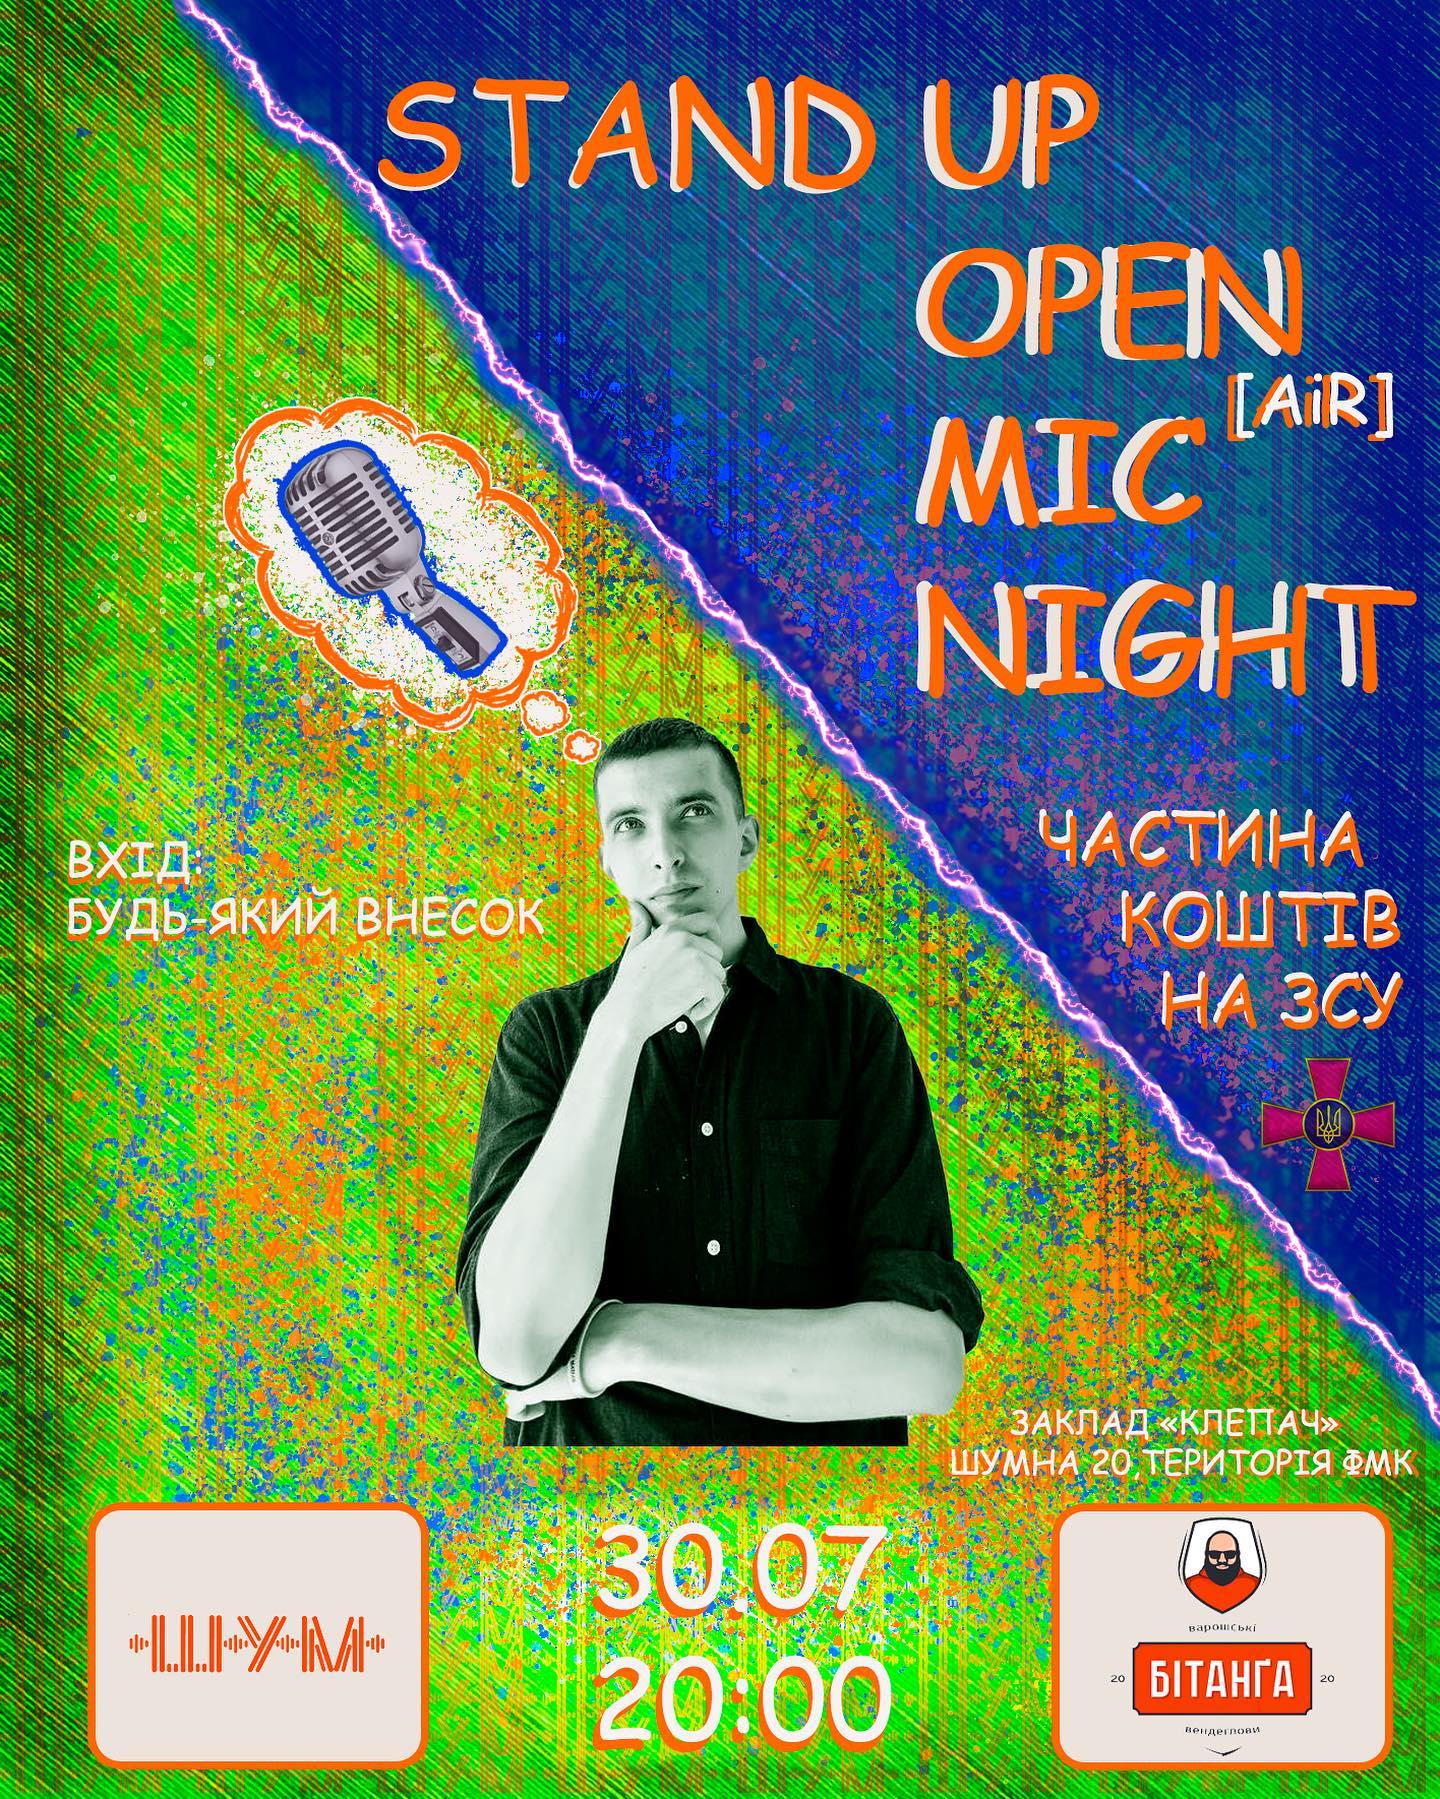 STAND UP
OPEN
[AiR]
MIC
NIGHT
ЧАСТИНА
КОШТІВ
НА ЗСУ
ВХІД:
БУДЬ-ЯКИЙ ВНЕСОК
ЗАКЛАД «КЛЕПАЧ»
ШУМНА 20,ТЕРИТОРІЯ ФМК
30.07
20:00
ШУМ
варошські
20 БІТАНҐА 20
вендеглови